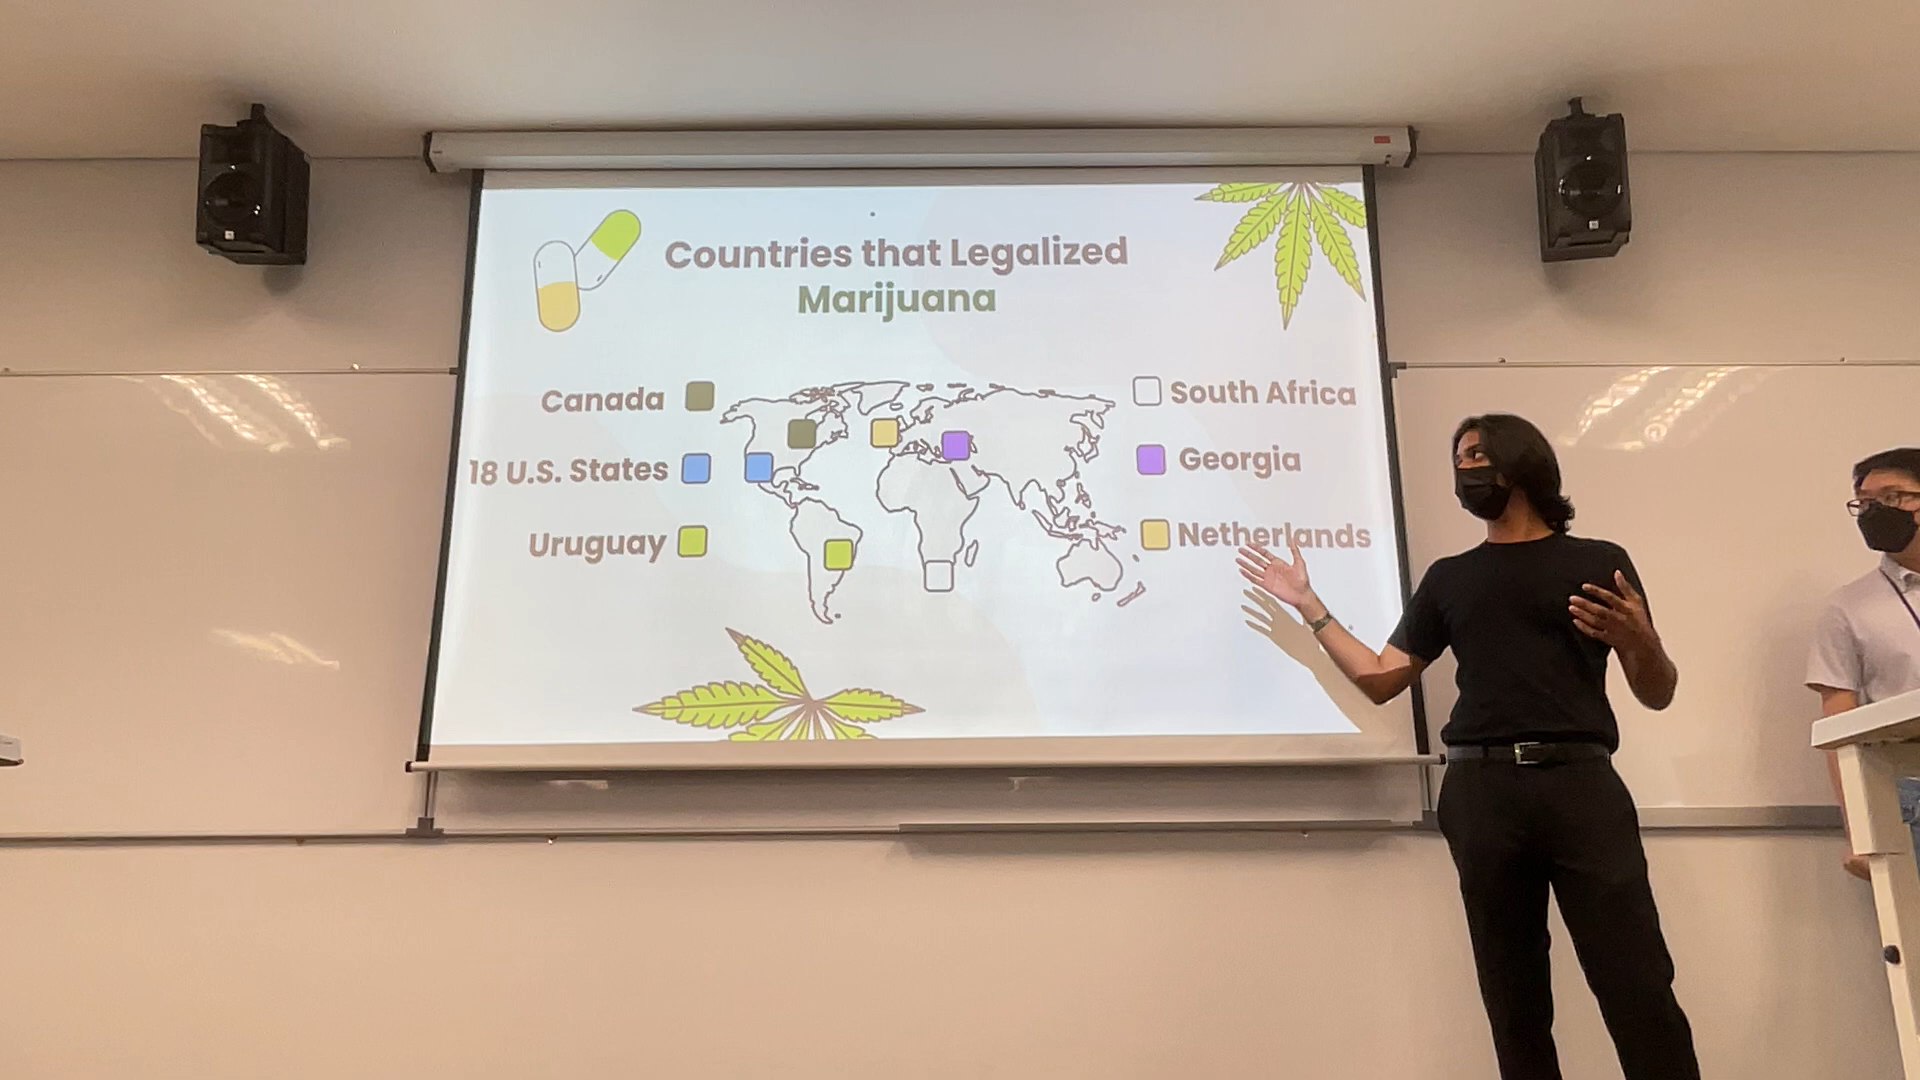 Countries that Legalized
Marijuana
Canada
18 U.S. States
Uruguay
South Africa
Georgia
Netherlands